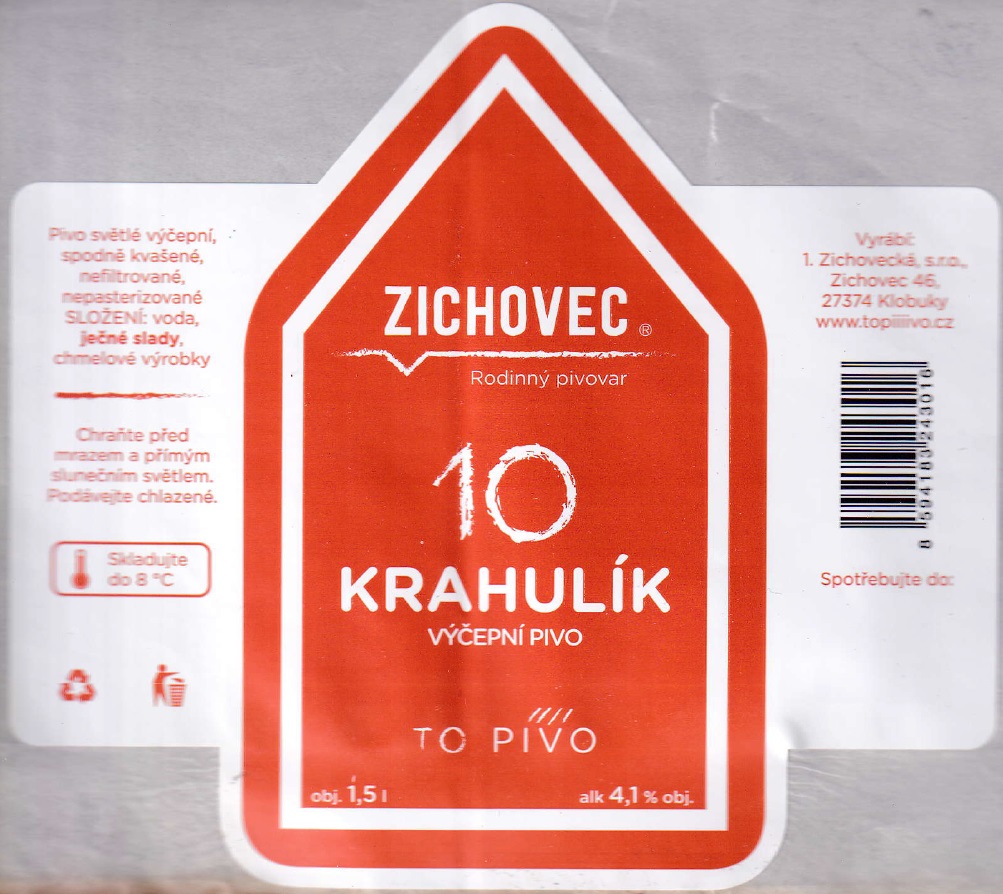 Pivo světlé výčepní,
spodně kvašené,
nefiltrované,
nepasterizované
SLOŽENÍ: voda,
ječné slady,
chmelové výrobky
Chraňte před
mrazem a přímým
slunečním světlem.
Podávejte chlazené.
Skladujte
do 8 °C
ZICHOVEC ®
Rodinný pivovar
10
KRAHULÍK
VÝČEPNÍ PIVO
TO PIVO
obj. 1,5 l
alk 4,1 % obj.
Vyrábí:
1. Zichovecká, s.r.o.,
Zichovec 46,
27374 Klobuky
www.topiiiivo.cz
8 594183 243016
Spotřebujte do: